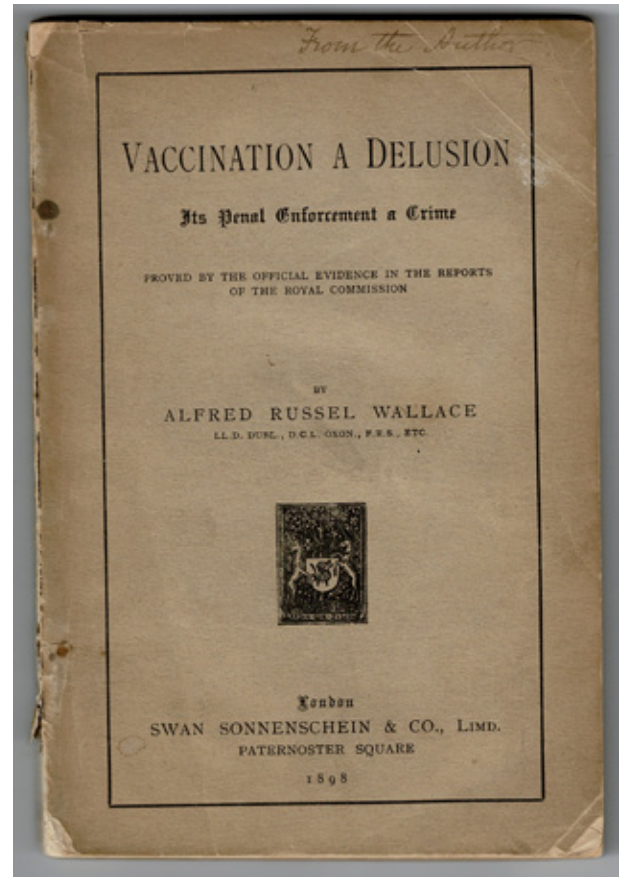 From the Author
VACCINATION A DELUSION
Its Penal Enforcement a Crime
PROVED BY THE OFFICIAL EVIDENCE IN THE REPORTS
OF THE ROYAL COMMISSION
BY
ALFRED RUSSEL WALLACE
LL.D. DUBL., D.C.L. OXON., F.R.S., ETC.
London
SWAN SONNENSCHEIN & CO., LIMD.
PATERNOSTER SQUARE
1898